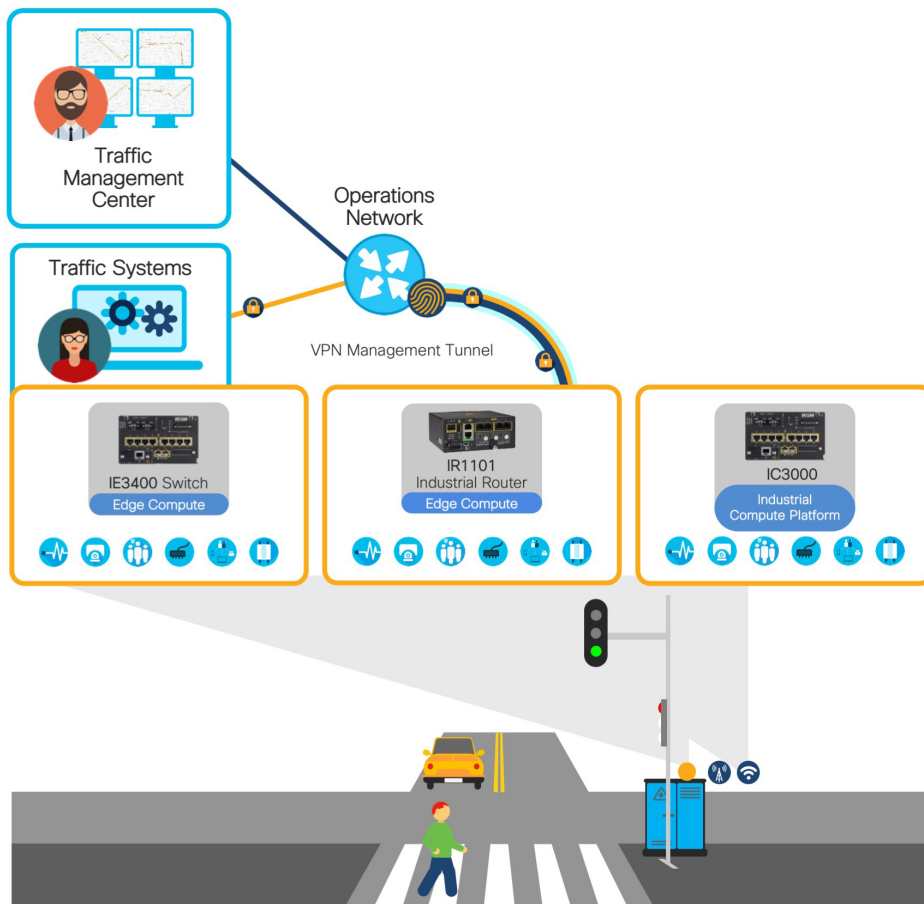 Traffic
Management
Center
Operations
Network
Traffic Systems
VPN Management Tunnel
IE3400 Switch
Edge Compute
IR1101
Industrial Router
Edge Compute
IC3000
Industrial
Compute Platform